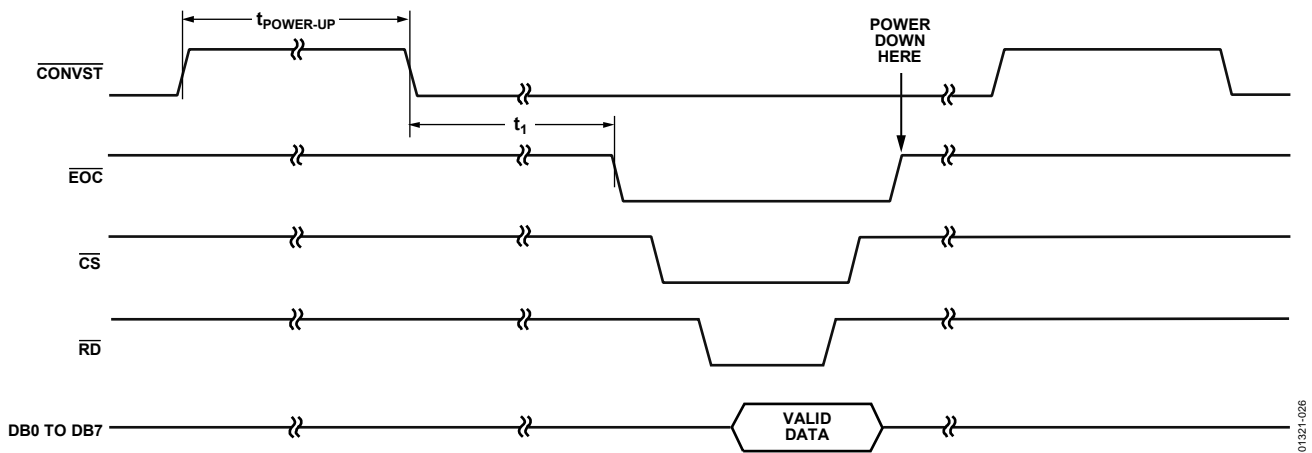 tPOWER-UP
POWER
DOWN
HERE
CONVST
t1
EOC
CS
RD
DB0 TO DB7
VALID
DATA
01321-026